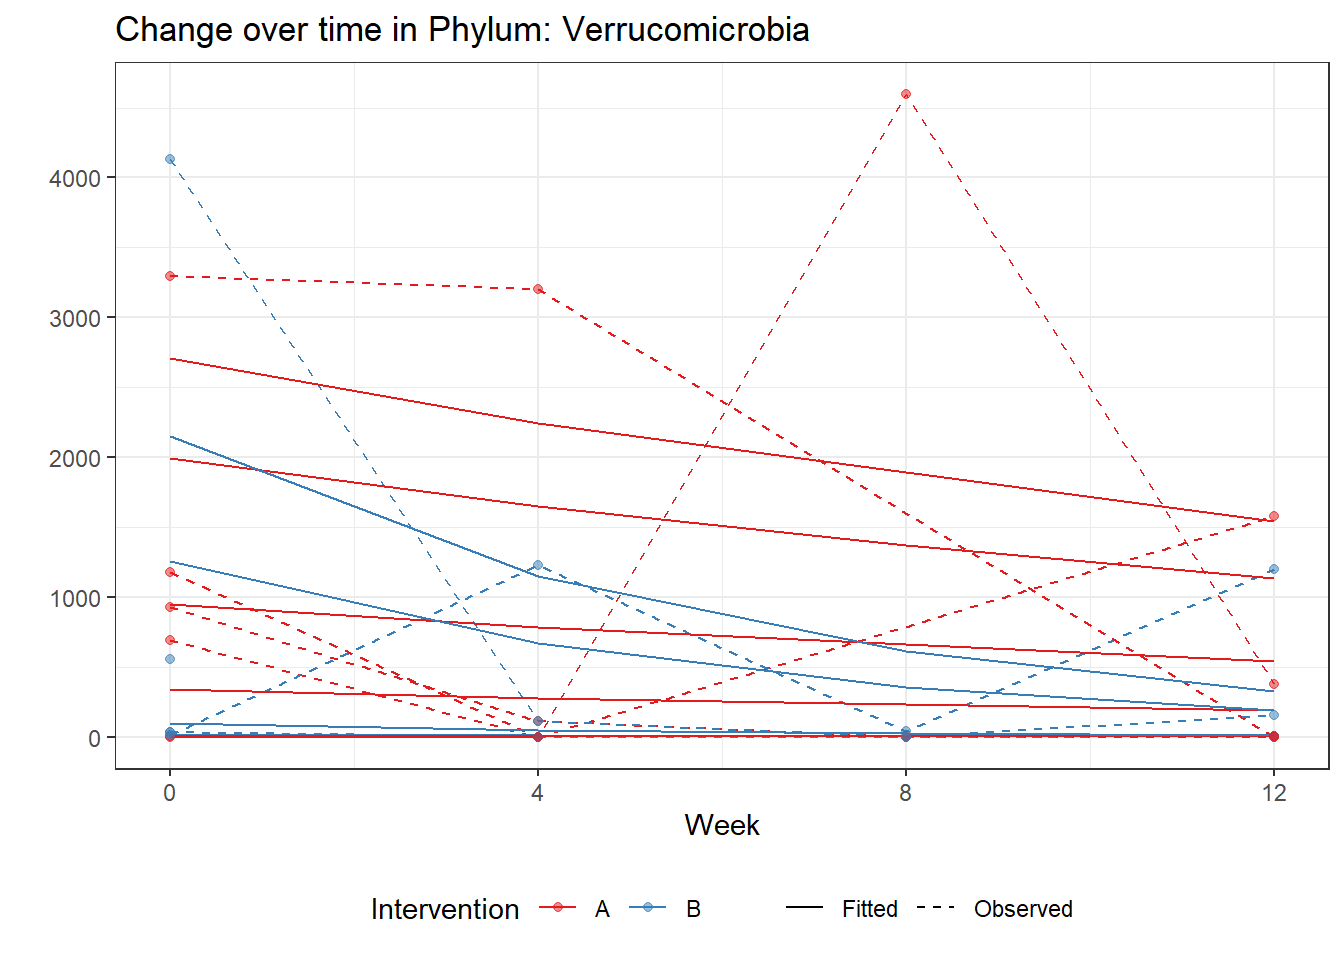 Change over time in Phylum: Verrucomicrobia
4000
3000
2000
1000
0
0 4 8 12
Week
Intervention A B Fitted Observed